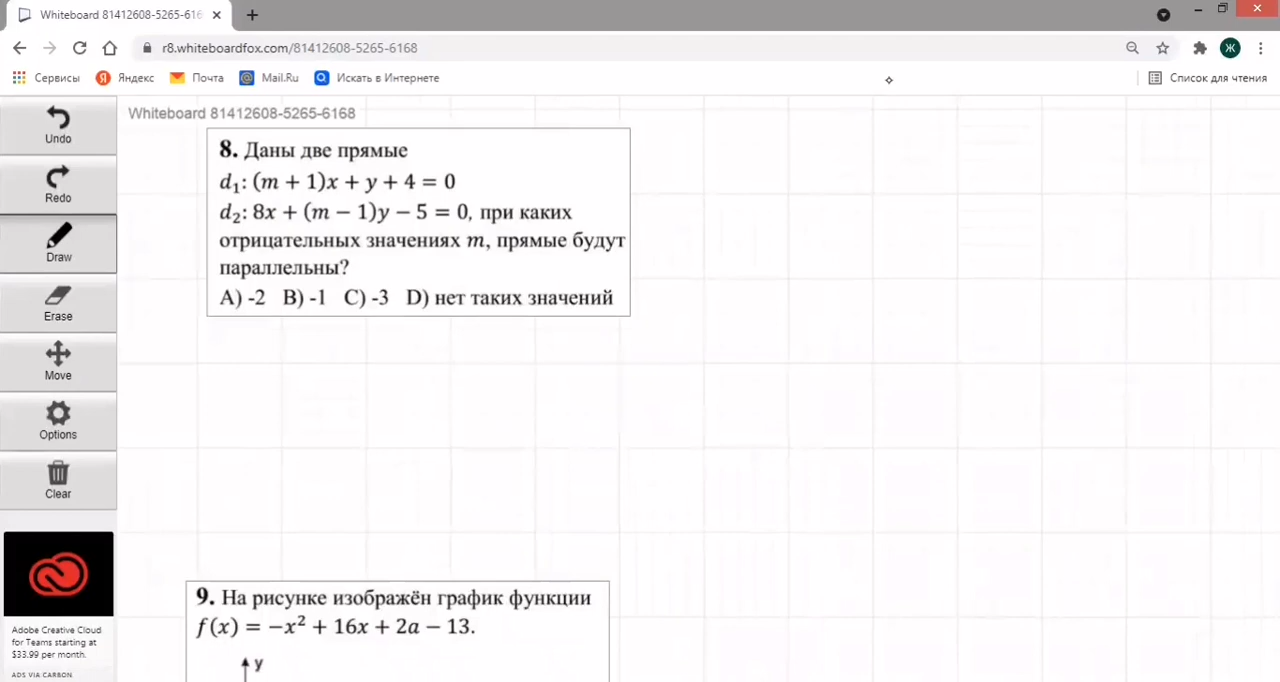 Whiteboard 81412608-5265-616
r8.whiteboardfox.com/81412608-5265-6168
Ж
Сервисы
Яндекс
Почта
Mail.Ru
Искать в Интернете
Список для чтения
Whiteboard 81412608-5265-6168
Undo
Redo
Draw
Erase
Move
Options
Clear
8. Даны две прямые
d₁: (m + 1)x + y + 4 = 0
d₂: 8x + (m − 1)y − 5 = 0, при каких
отрицательных значениях m, прямые будут
параллельны?
A) -2 B) -1 C) -3 D) нет таких значений
9. На рисунке изображён график функции
f(x) = −x² + 16x + 2a − 13.
y
Adobe Creative Cloud
for Teams starting at
$33.99 per month.
ADS VIA CARBON